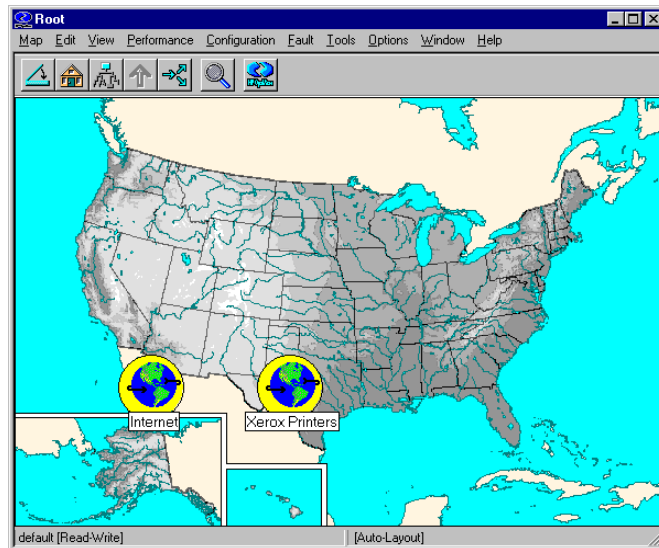 Root
Map Edit View Performance Configuration Fault Tools Options Window Help
Internet Xerox Printers
default [Read-Write] [Auto-Layout]